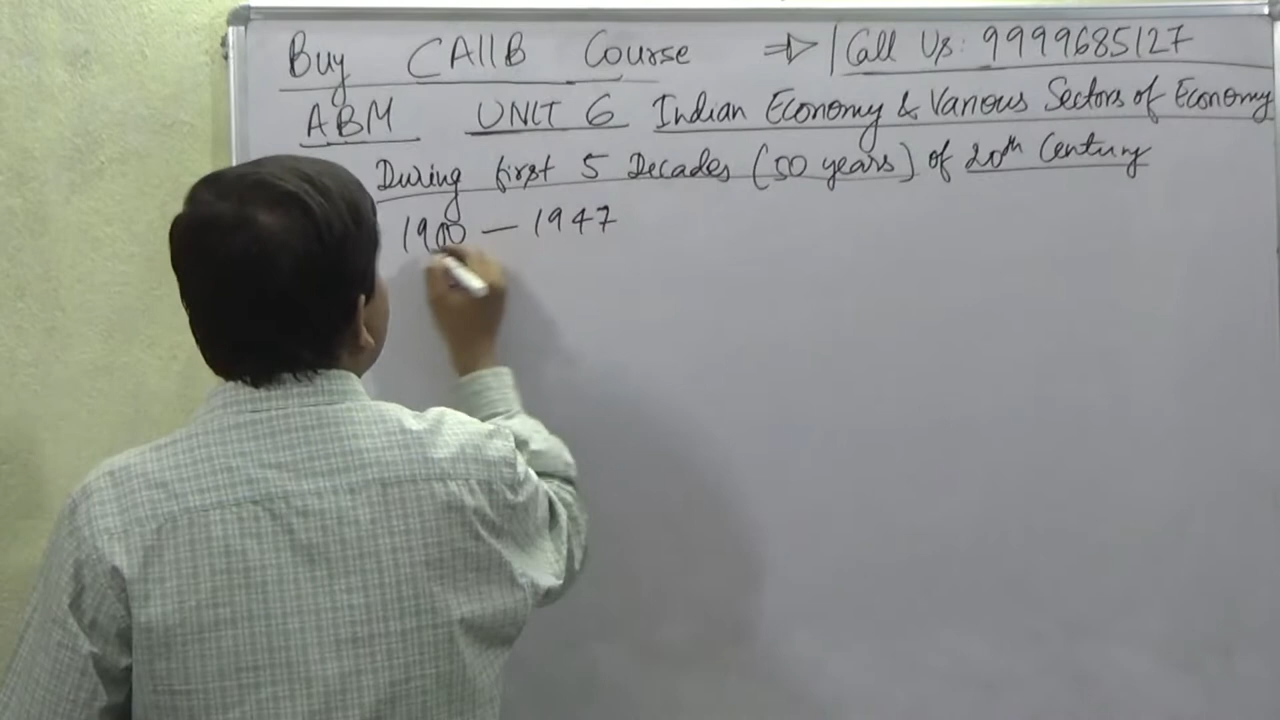 Buy CAIIB Course ⇒ Call Us: 9999685127
ABM UNIT 6 Indian Economy & Various Sectors of Economy
During first 5 Decades (50 years) of 20th Century
1900 - 1947